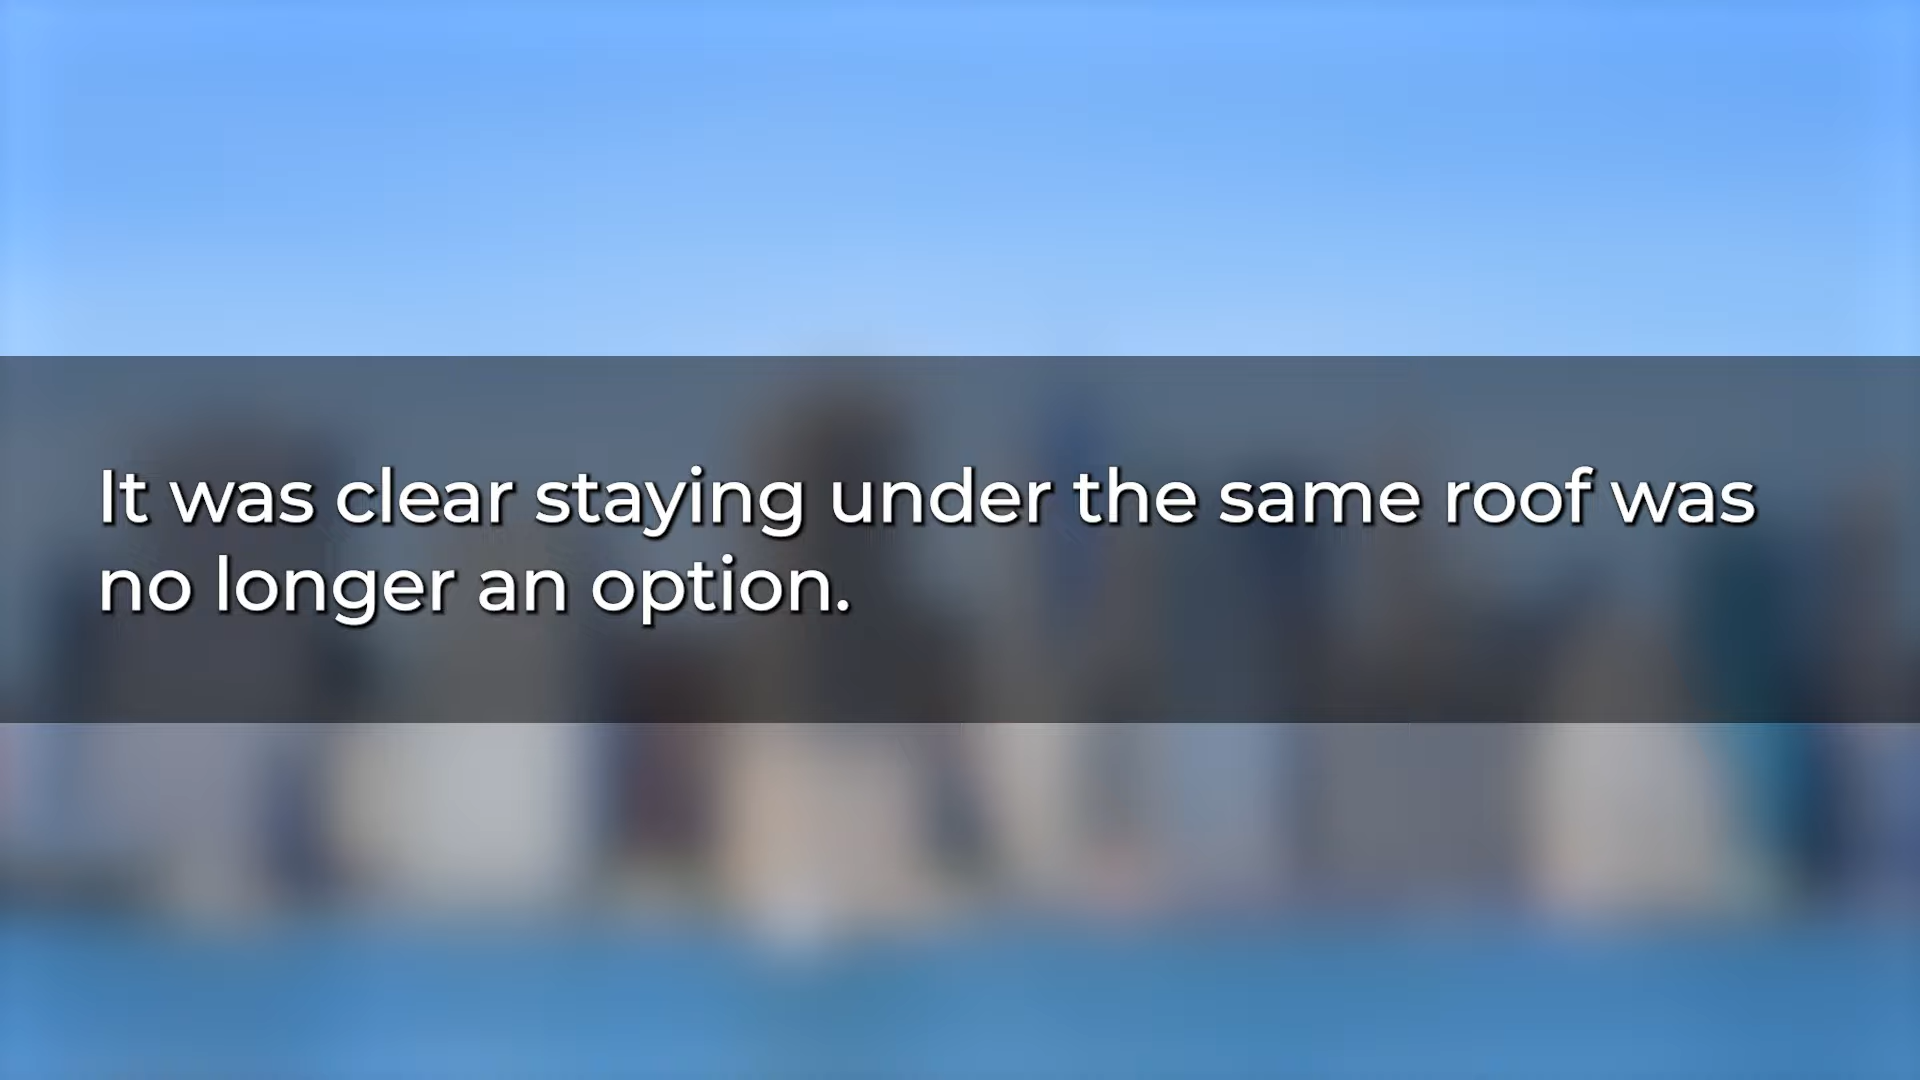 It was clear staying under the same roof was
no longer an option.